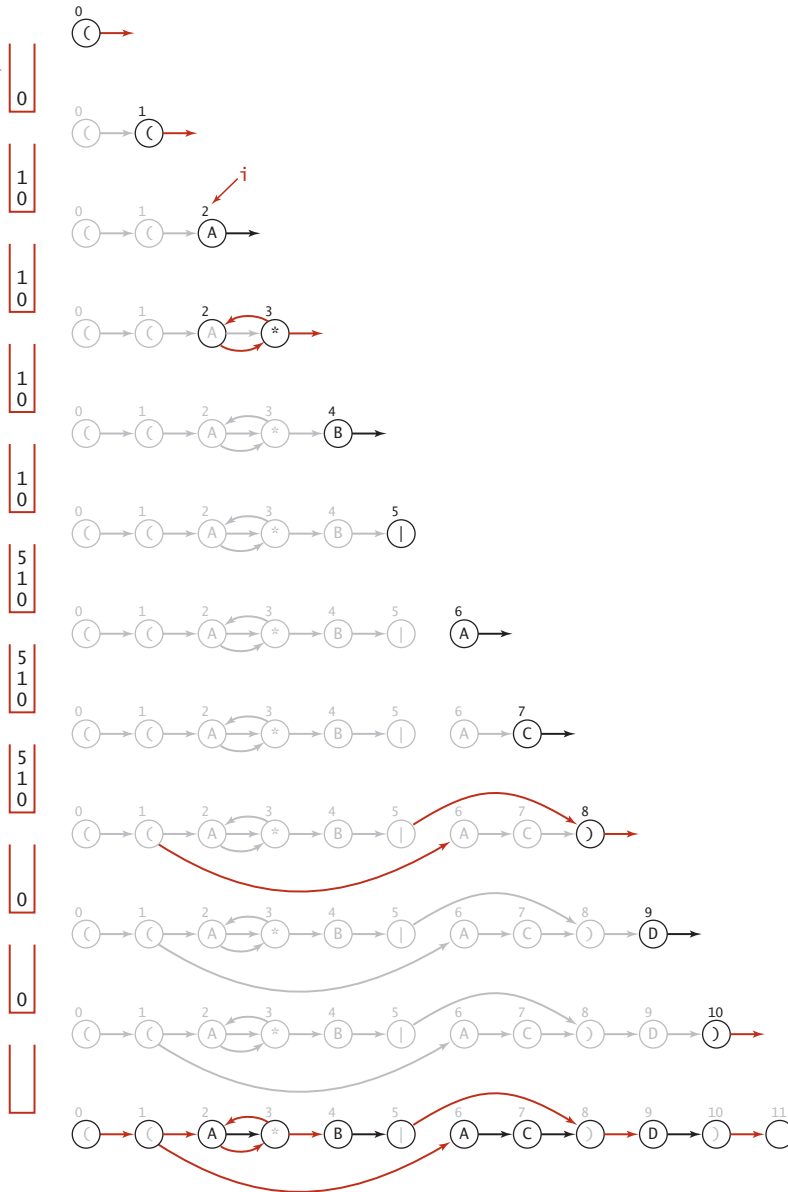 0
(
0
0 1
( (
1
0
i
0 1 2
( ( A
1
0
0 1 2 3
( ( A *
1
0
0 1 2 3 4
( ( A * B
1
0
0 1 2 3 4 5
( ( A * B |
5
1
0
0 1 2 3 4 5 6
( ( A * B | A
5
1
0
0 1 2 3 4 5 6 7
( ( A * B | A C
5
1
0
0 1 2 3 4 5 6 7 8
( ( A * B | A C )
0
0 1 2 3 4 5 6 7 8 9
( ( A * B | A C ) D
0
0 1 2 3 4 5 6 7 8 9 10
( ( A * B | A C ) D )
0 1 2 3 4 5 6 7 8 9 10 11
( ( A * B | A C ) D )